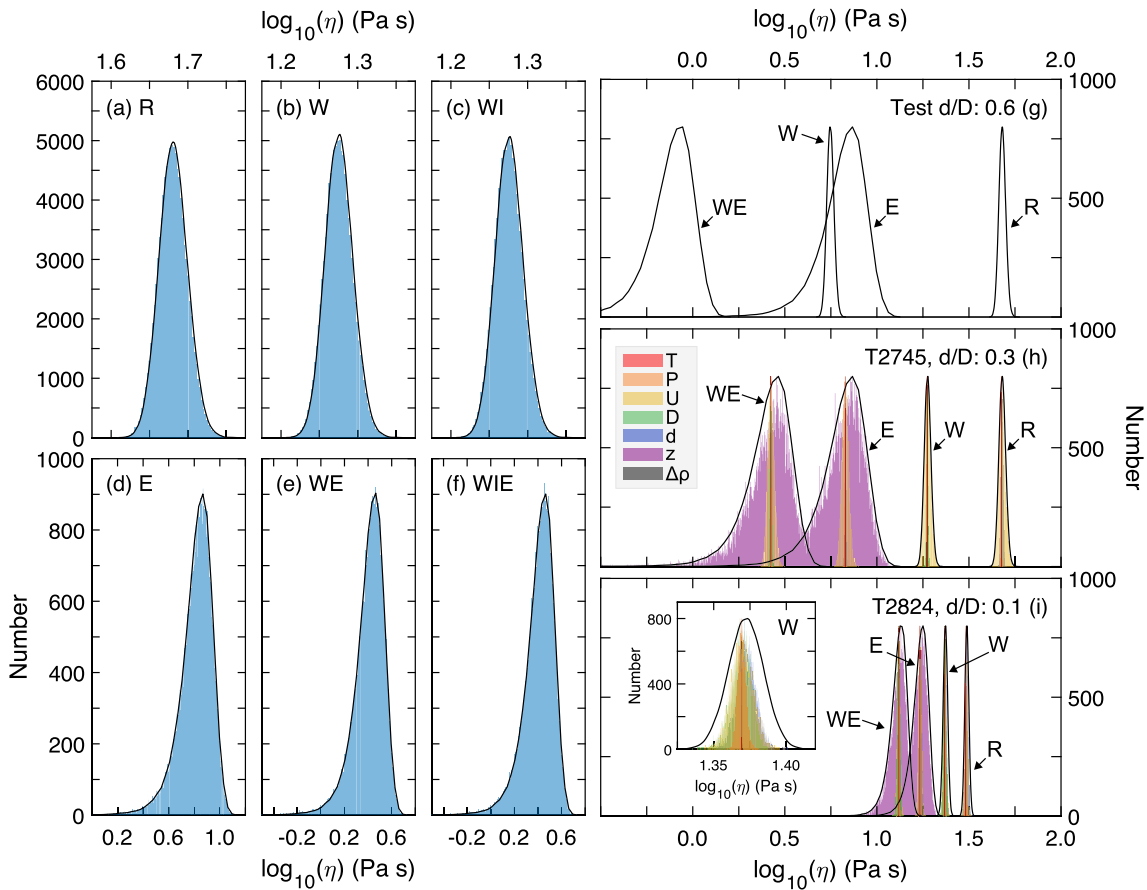 log10(η) (Pa s)
1.6 1.7 1.2 1.3 1.2 1.3
6000
5000
4000
3000
2000
1000
0
(a) R
(b) W
(c) WI
1000
800
600
400
200
0
(d) E
(e) WE
(f) WIE
Number
0.2 0.6 1.0 -0.2 0.2 0.6 -0.2 0.2 0.6
log10(η) (Pa s)
log10(η) (Pa s)
0.0 0.5 1.0 1.5 2.0
Test d/D: 0.6 (g)
1000
500
WE
W
E
R
T2745, d/D: 0.3 (h)
1000
500
T
P
U
D
d
z
Δρ
WE
E
W
R
Number
T2824, d/D: 0.1 (i)
1000
500
0
WE
E
W
R
W
Number
800
400
0
1.35 1.40
log10(η) (Pa s)
0.0 0.5 1.0 1.5 2.0
log10(η) (Pa s)